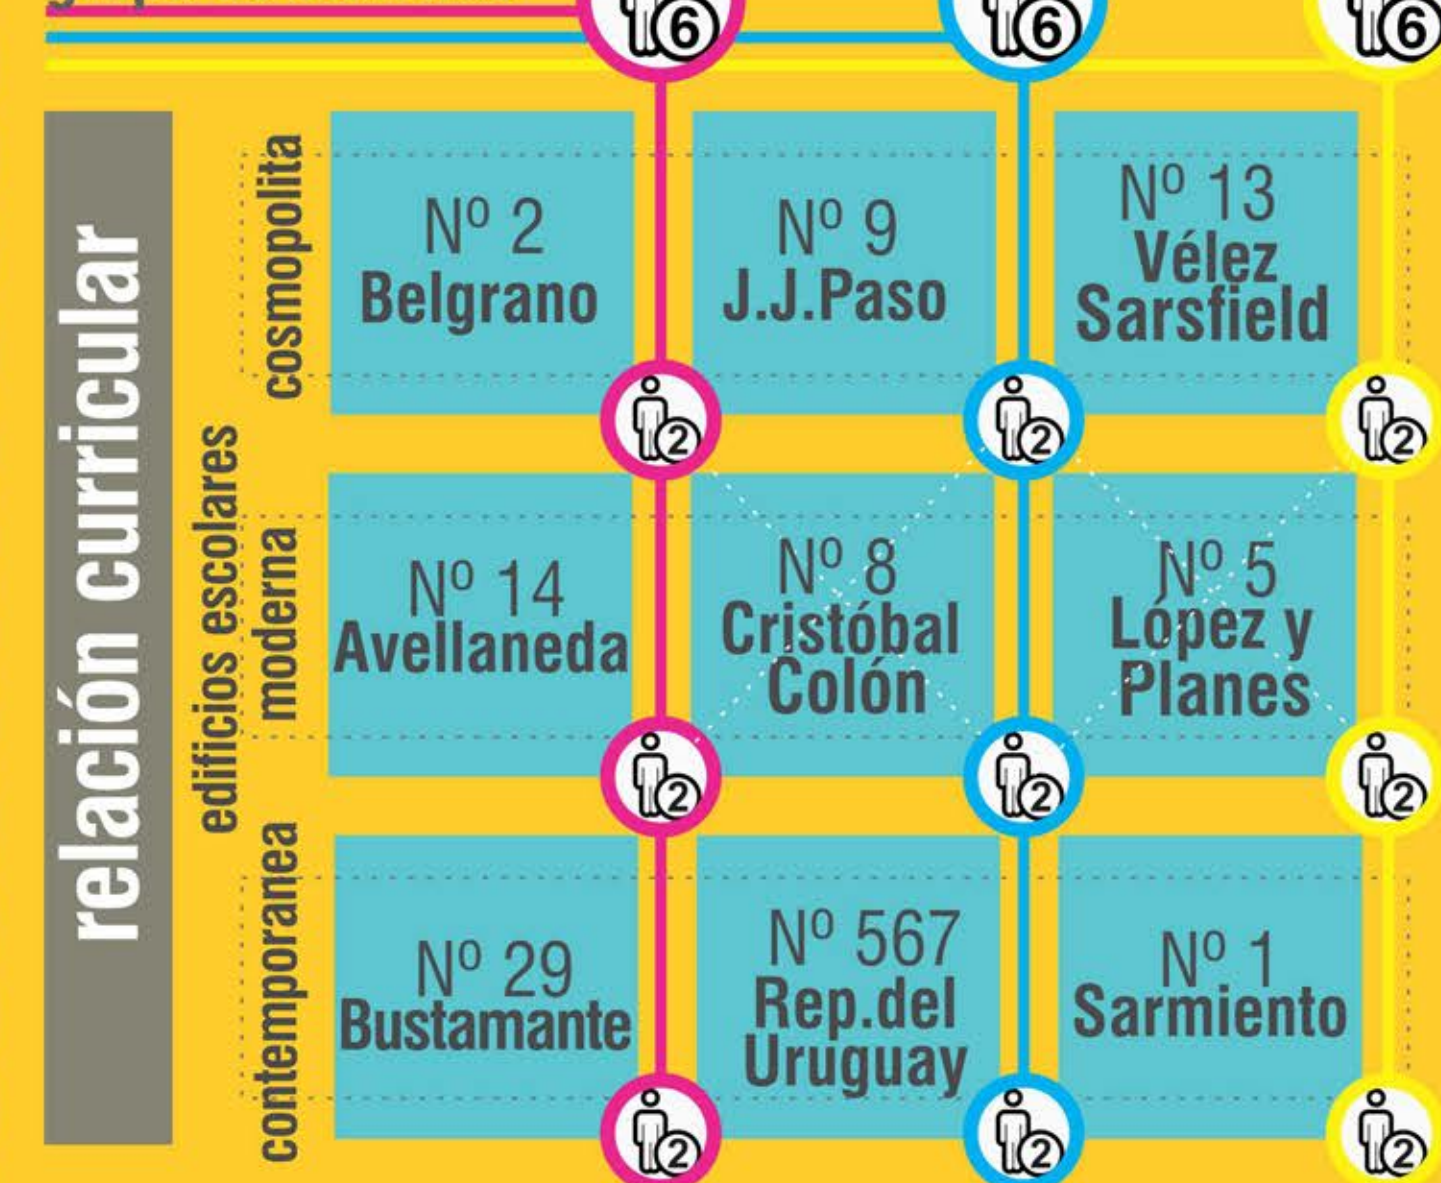 6
6
6
relación curricular
edificios escolares
cosmopolita
Nº 2
Belgrano
Nº 9
J.J.Paso
Nº 13
Vélez
Sarsfield
2
2
2
moderna
Nº 14
Avellaneda
Nº 8
Cristóbal
Colón
Nº 5
López y
Planes
2
2
2
contemporanea
Nº 29
Bustamante
Nº 567
Rep.del
Uruguay
Nº 1
Sarmiento
2
2
2